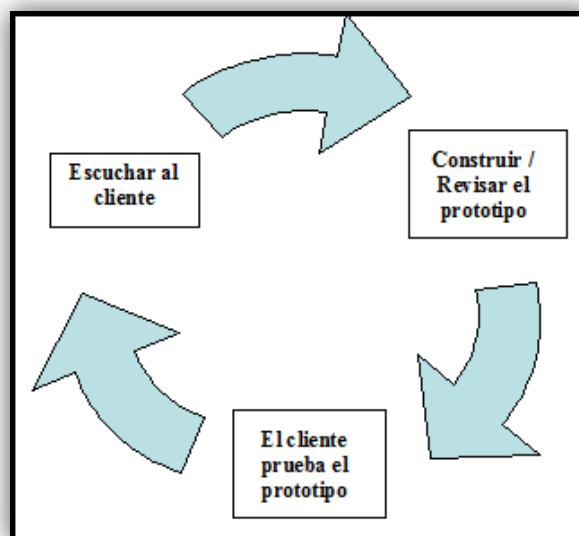 Escuchar al
cliente
Construir /
Revisar el
prototipo
El cliente
prueba el
prototipo